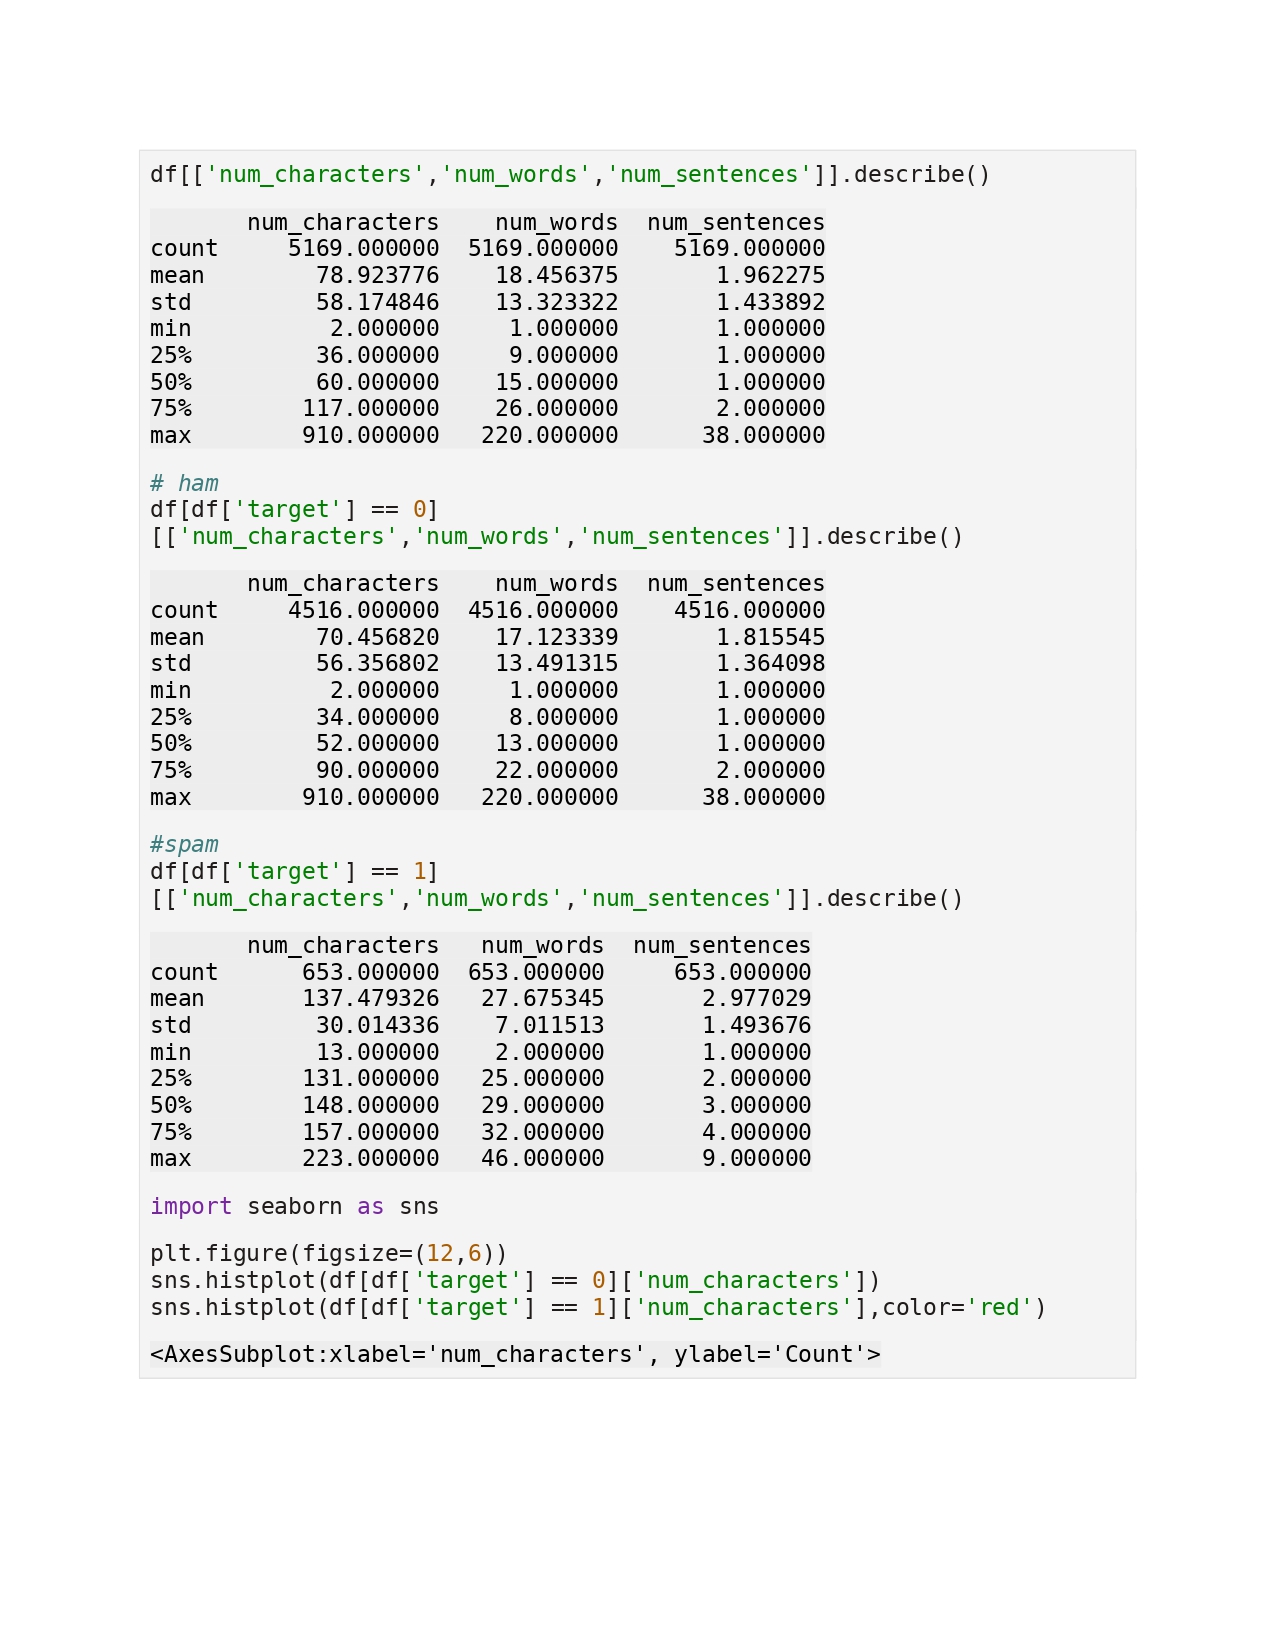 df[['num_characters','num_words','num_sentences']].describe()
       num_characters    num_words  num_sentences
count     5169.000000  5169.000000    5169.000000
mean        78.923776    18.456375       1.962275
std         58.174846    13.323322       1.433892
min          2.000000     1.000000       1.000000
25%         36.000000     9.000000       1.000000
50%         60.000000    15.000000       1.000000
75%        117.000000    26.000000       2.000000
max        910.000000   220.000000      38.000000
# ham
df[df['target'] == 0]
[['num_characters','num_words','num_sentences']].describe()
       num_characters    num_words  num_sentences
count     4516.000000  4516.000000    4516.000000
mean        70.456820    17.123339       1.815545
std         56.356802    13.491315       1.364098
min          2.000000     1.000000       1.000000
25%         34.000000     8.000000       1.000000
50%         52.000000    13.000000       1.000000
75%         90.000000    22.000000       2.000000
max        910.000000   220.000000      38.000000
#spam
df[df['target'] == 1]
[['num_characters','num_words','num_sentences']].describe()
       num_characters   num_words  num_sentences
count      653.000000  653.000000     653.000000
mean       137.479326   27.675345       2.977029
std         30.014336    7.011513       1.493676
min         13.000000    2.000000       1.000000
25%        131.000000   25.000000       2.000000
50%        148.000000   29.000000       3.000000
75%        157.000000   32.000000       4.000000
max        223.000000   46.000000       9.000000
import seaborn as sns
plt.figure(figsize=(12,6))
sns.histplot(df[df['target'] == 0]['num_characters'])
sns.histplot(df[df['target'] == 1]['num_characters'],color='red')
<AxesSubplot:xlabel='num_characters', ylabel='Count'>